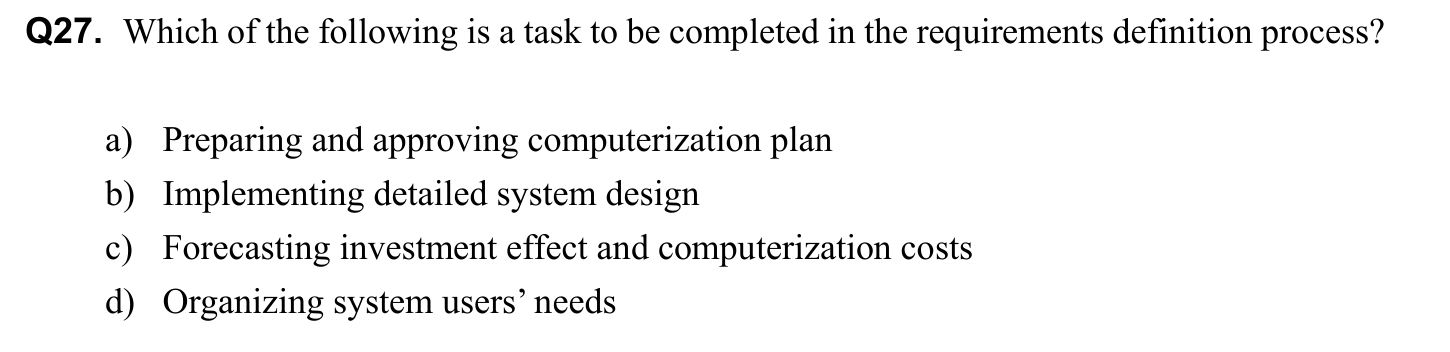 Q27. Which of the following is a task to be completed in the requirements definition process?
a) Preparing and approving computerization plan
b) Implementing detailed system design
c) Forecasting investment effect and computerization costs
d) Organizing system users’ needs